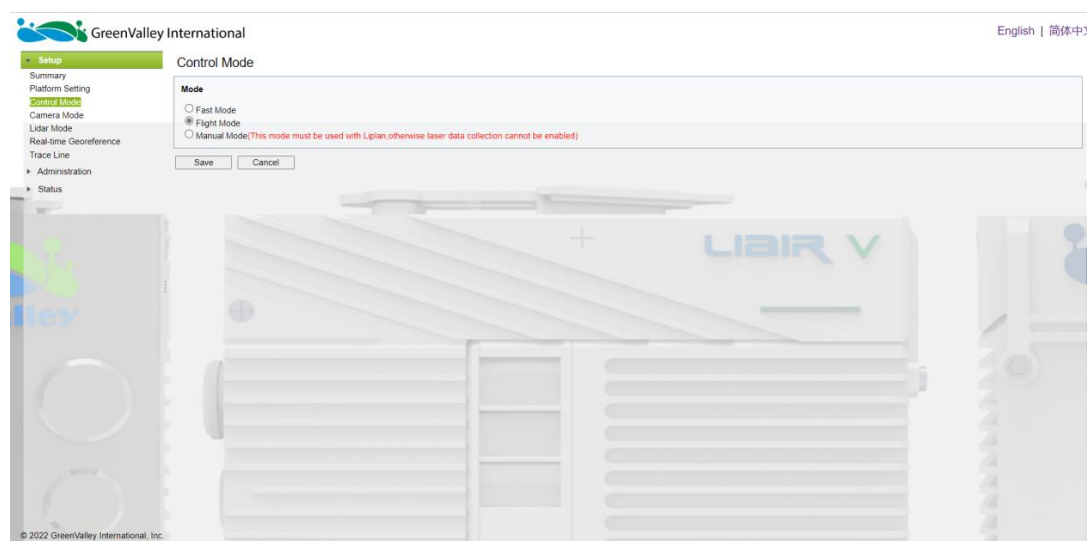 GreenValley International
English | 简体中文
Setup
Control Mode
Summary
Platform Setting
Control Mode
Camera Mode
Lidar Mode
Real-time Georeference
Trace Line
Administration
Status
Mode
Fast Mode
Flight Mode
Manual Mode(This mode must be used with Liplan,otherwise laser data collection cannot be enabled)
Save Cancel
LIAIR V
lley
© 2022 GreenValley International, Inc.